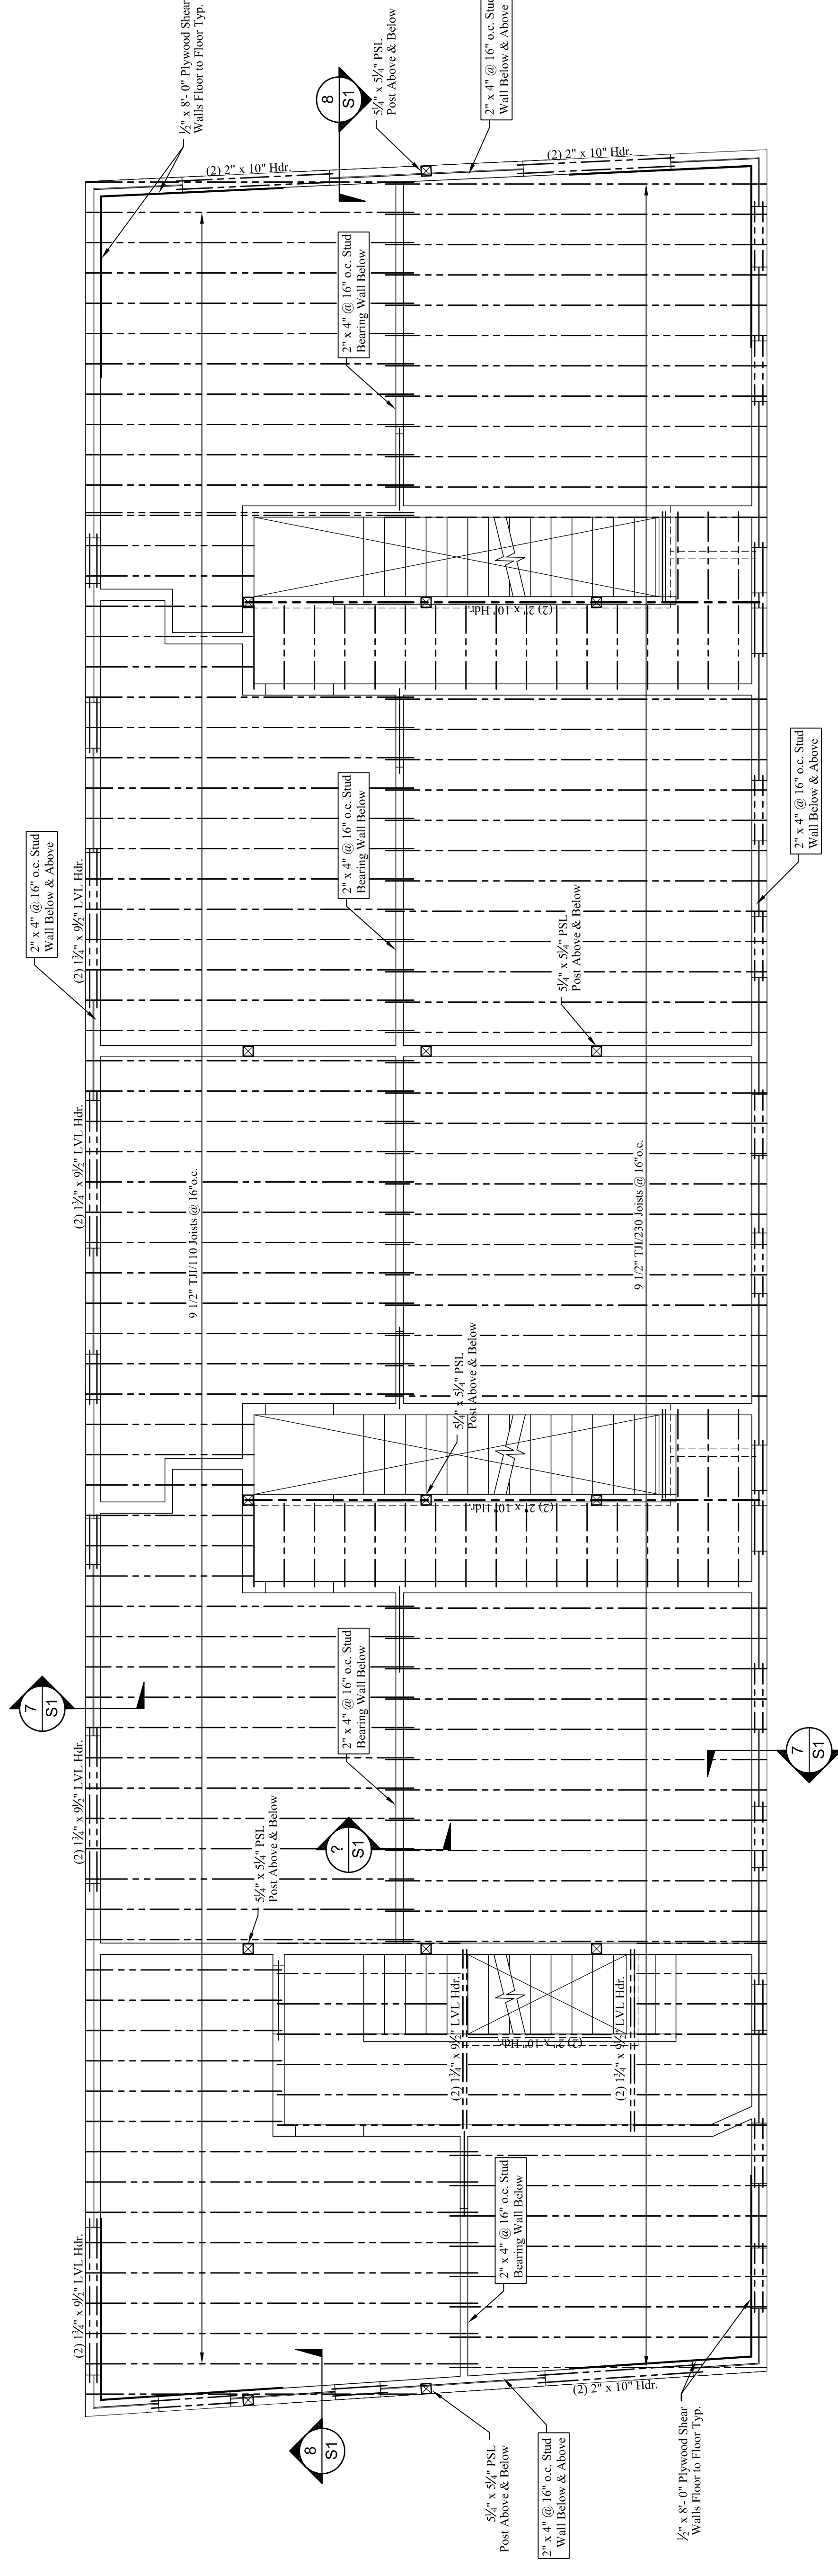 ½" x 8'- 0" Plywood Shear
Walls Floor to Floor Typ.
8
S1
5¼" x 5¼" PSL
Post Above & Below
2" x 4" @ 16" o.c. Stud
Wall Below & Above
(2) 2" x 10" Hdr.
(2) 2" x 10" Hdr.
2" x 4" @ 16" o.c. Stud
Bearing Wall Below
(2) 2" x 10" Hdr.
2" x 4" @ 16" o.c. Stud
Wall Below & Above
(2) 1¾" x 9½" LVL Hdr.
2" x 4" @ 16" o.c. Stud
Bearing Wall Below
2" x 4" @ 16" o.c. Stud
Wall Below & Above
5¼" x 5¼" PSL
Post Above & Below
(2) 1¾" x 9½" LVL Hdr.
9 1/2" TJI/110 Joists @ 16"o.c.
9 1/2" TJI/230 Joists @ 16"o.c.
5¼" x 5¼" PSL
Post Above & Below
(2) 2" x 10" Hdr.
7
S1
2" x 4" @ 16" o.c. Stud
Bearing Wall Below
(2) 1¾" x 9½" LVL Hdr.
7
S1
5¼" x 5¼" PSL
Post Above & Below
?
S1
(2) 1¾" x 9½" LVL Hdr.
(2) 2" x 10" Hdr.
(2) 1¾" x 9½" LVL Hdr.
2" x 4" @ 16" o.c. Stud
Bearing Wall Below
(2) 1¾" x 9½" LVL Hdr.
(2) 2" x 10" Hdr.
8
S1
5¼" x 5¼" PSL
Post Above & Below
2" x 4" @ 16" o.c. Stud
Wall Below & Above
½" x 8'- 0" Plywood Shear
Walls Floor to Floor Typ.